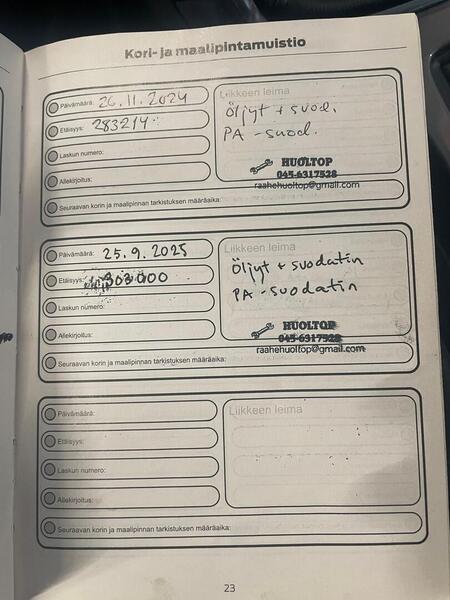 Kori- ja maalipintamuistio
Päivämäärä: 26.11.2024
Etäisyys: 283214
Laskun numero:
Allekirjoitus:
Liikkeen leima
Öljyt + suod.
PA -suod.
HUOLTOP
045-6317528
raahehuoltop@gmail.com
Seuraavan korin ja maalipinnan tarkistuksen määräaika:
Päivämäärä: 25.9.2025
Etäisyys: 303000
Laskun numero:
Allekirjoitus:
Liikkeen leima
Öljyt + suodatin
PA -suodatin
HUOLTOP
045-6317528
raahehuoltop@gmail.com
Seuraavan korin ja maalipinnan tarkistuksen määräaika:
Päivämäärä:
Etäisyys:
Laskun numero:
Allekirjoitus:
Liikkeen leima
Seuraavan korin ja maalipinnan tarkistuksen määräaika:
23